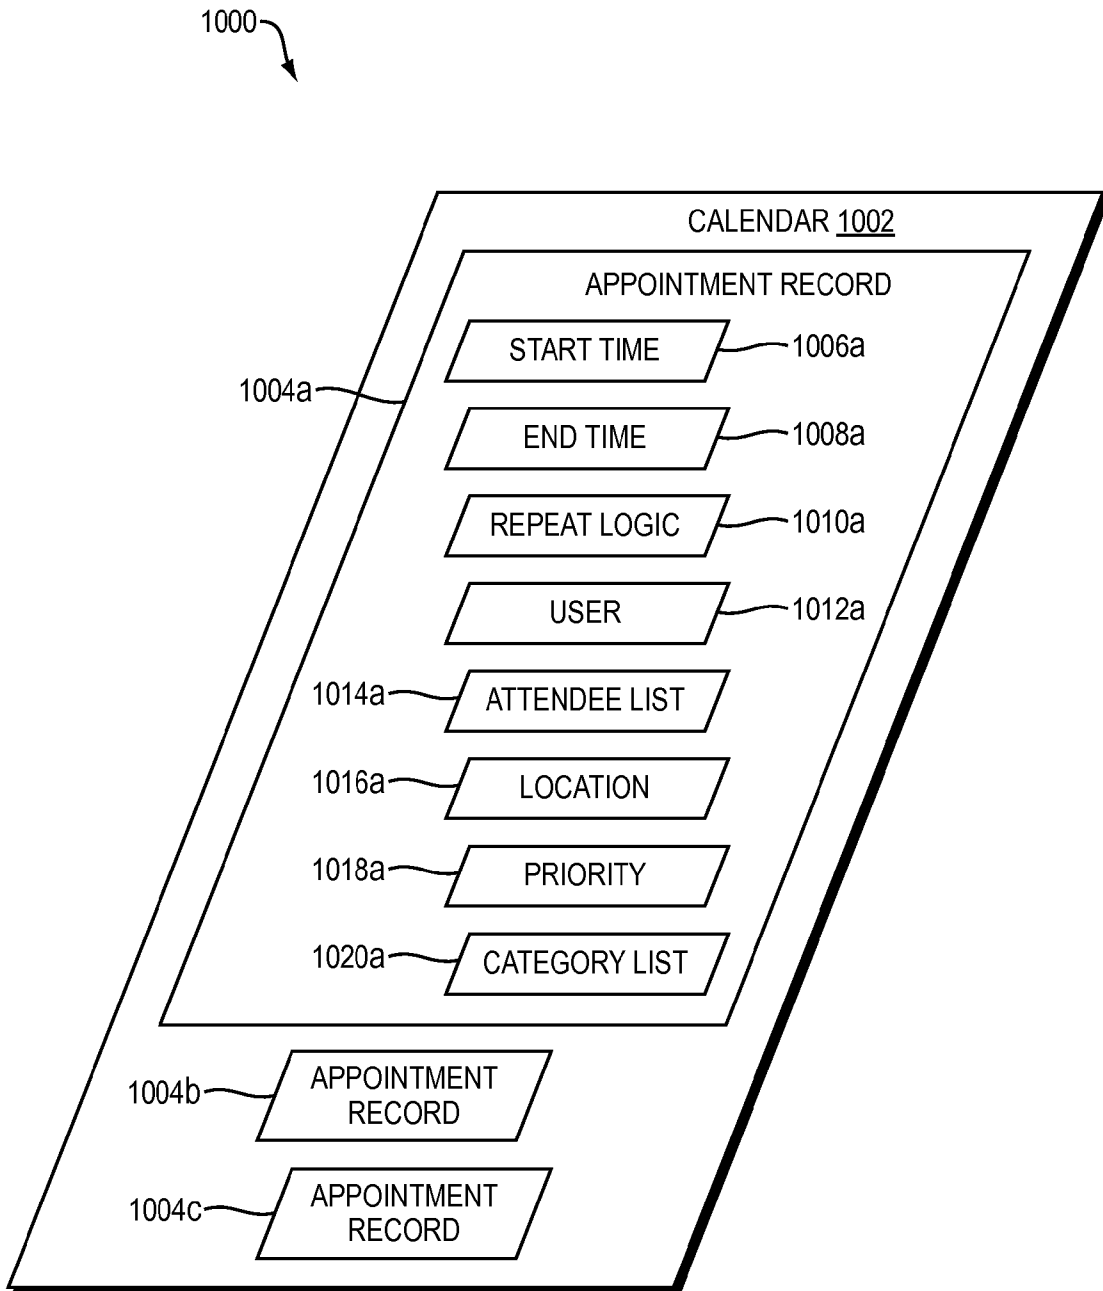 1000
CALENDAR 1002
APPOINTMENT RECORD
START TIME 1006a
1004a
END TIME 1008a
REPEAT LOGIC 1010a
USER 1012a
1014a ATTENDEE LIST
1016a LOCATION
1018a PRIORITY
1020a CATEGORY LIST
1004b APPOINTMENT
RECORD
1004c APPOINTMENT
RECORD